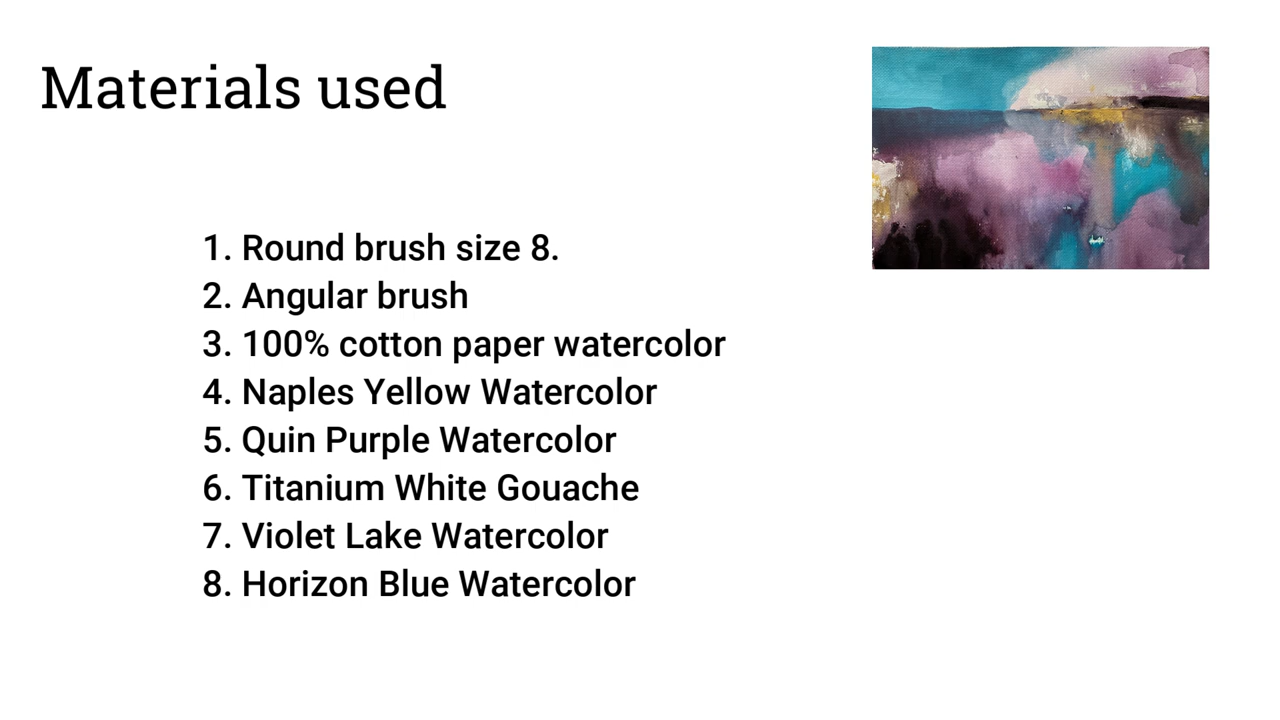 Materials used
1. Round brush size 8.
2. Angular brush
3. 100% cotton paper watercolor
4. Naples Yellow Watercolor
5. Quin Purple Watercolor
6. Titanium White Gouache
7. Violet Lake Watercolor
8. Horizon Blue Watercolor